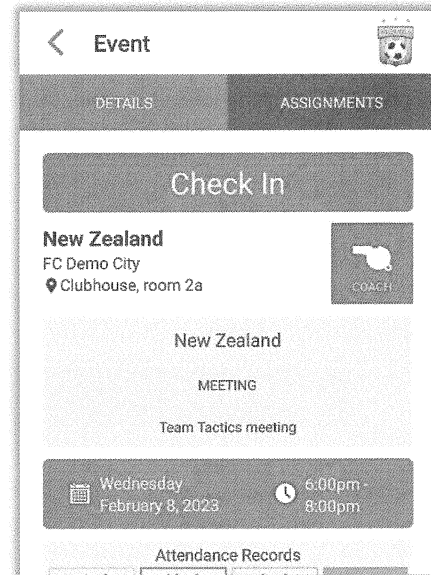 Event
DETAILS
ASSIGNMENTS
Check In
New Zealand
FC Demo City
Clubhouse, room 2a
COACH
New Zealand
MEETING
Team Tactics meeting
Wednesday
February 8, 2023
6:00pm -
8:00pm
Attendance Records